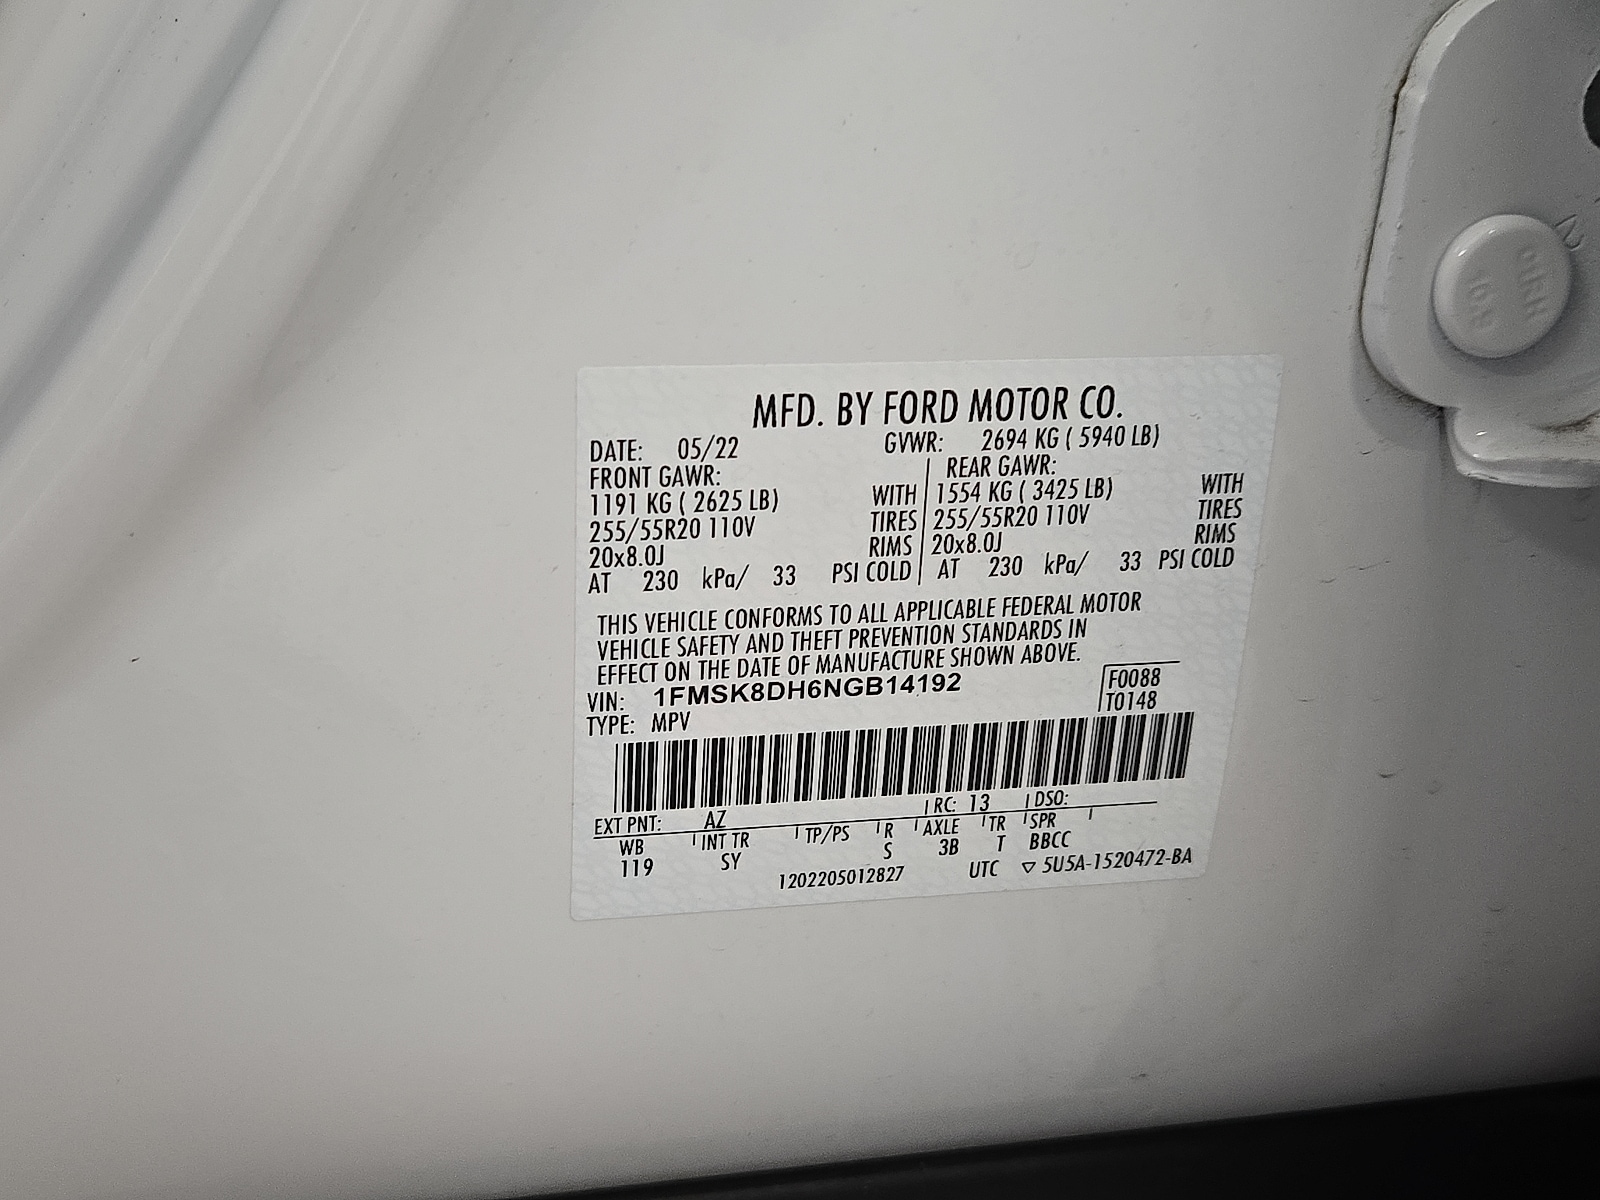 MFD. BY FORD MOTOR CO.
DATE: 05/22 GVWR: 2694 KG ( 5940 LB)
FRONT GAWR: REAR GAWR:
1191 KG ( 2625 LB) WITH 1554 KG ( 3425 LB) WITH
255/55R20 110V TIRES 255/55R20 110V TIRES
20x8.0J RIMS 20x8.0J RIMS
AT 230 kPa/ 33 PSI COLD AT 230 kPa/ 33 PSI COLD
THIS VEHICLE CONFORMS TO ALL APPLICABLE FEDERAL MOTOR
VEHICLE SAFETY AND THEFT PREVENTION STANDARDS IN
EFFECT ON THE DATE OF MANUFACTURE SHOWN ABOVE.
VIN: 1FMSK8DH6NGB14192 F0088
TYPE: MPV T0148
EXT PNT: AZ RC: 13 DSO:
WB INT TR TP/PS R AXLE TR SPR
119 SY S 3B T BBCC
1202205012827 UTC ▽ 5U5A-1520472-BA